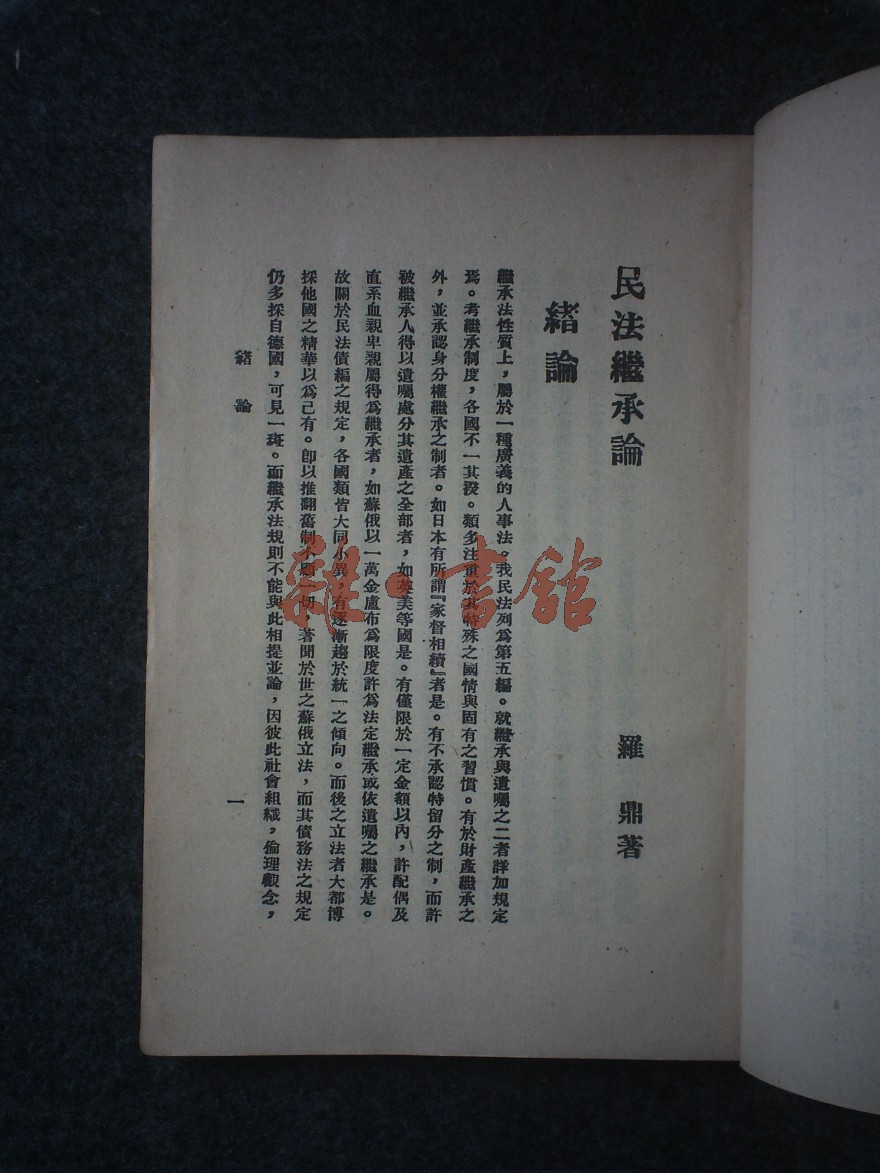 民法繼承論
羅鼎著
緒論
繼承法性質上，屬於一種廣義的人事法。我民法列為第五編。就繼承與遺囑之二者詳加規定
焉。考繼承制度，各國不一其揆。類多注重於其特殊之國情與固有之習慣。有於財產繼承之
外，並承認身分權繼承之制者。如日本有所謂『家督相續』者是。有不承認特留分之制，而許
被繼承人得以遺囑處分其遺產之全部者，如英美等國是。有僅限於一定金額以內，許配偶及
直系血親卑親屬得為繼承者，如蘇俄以一萬金盧布為限度許為法定繼承或依遺囑之繼承是。
故關於民法債編之規定，各國類皆大同小異，有逐漸趨於統一之傾向。而後之立法者大都博
採他國之精華以為己有。卽以推翻舊制不顧一切，著聞於世之蘇俄立法，而其債務法之規定
仍多採自德國，可見一斑。而繼承法規則不能與此相提並論，因彼此社會組織，倫理觀念，
緒論
一
雜·書館